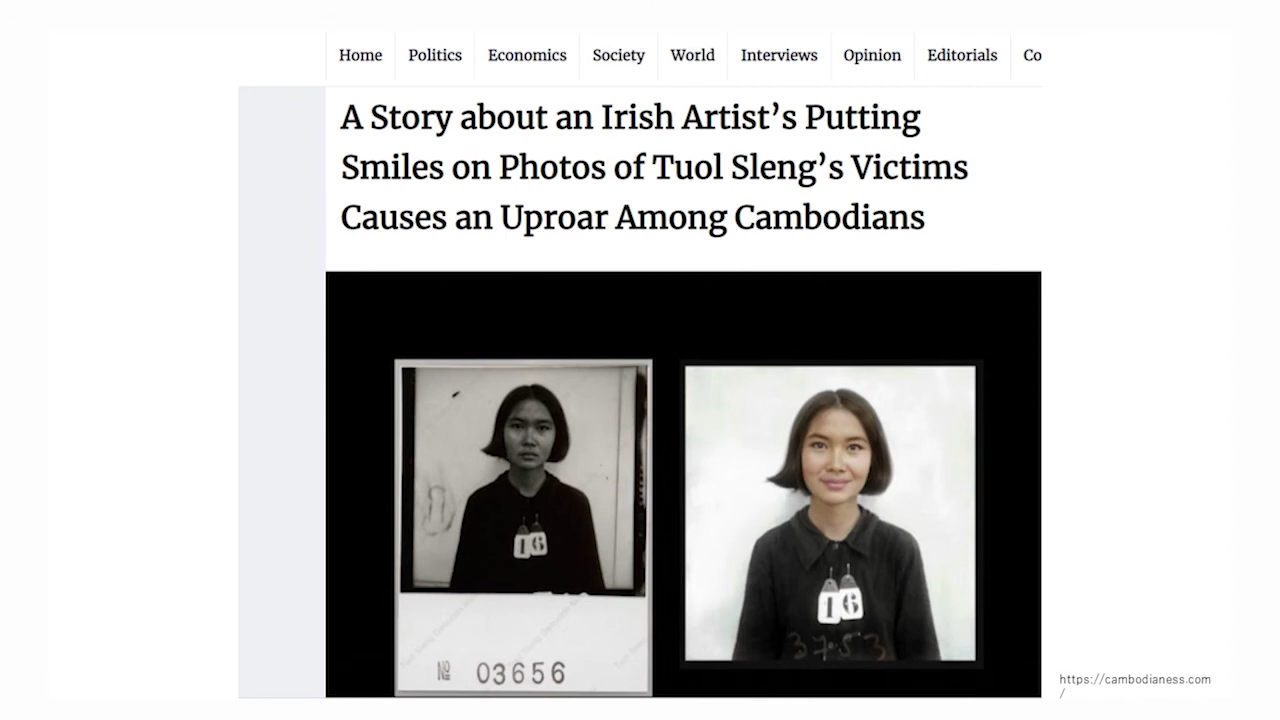 Home Politics Economics Society World Interviews Opinion Editorials Co
A Story about an Irish Artist’s Putting
Smiles on Photos of Tuol Sleng’s Victims
Causes an Uproar Among Cambodians
16
16
3753
№ 03656
https://cambodianess.com
/